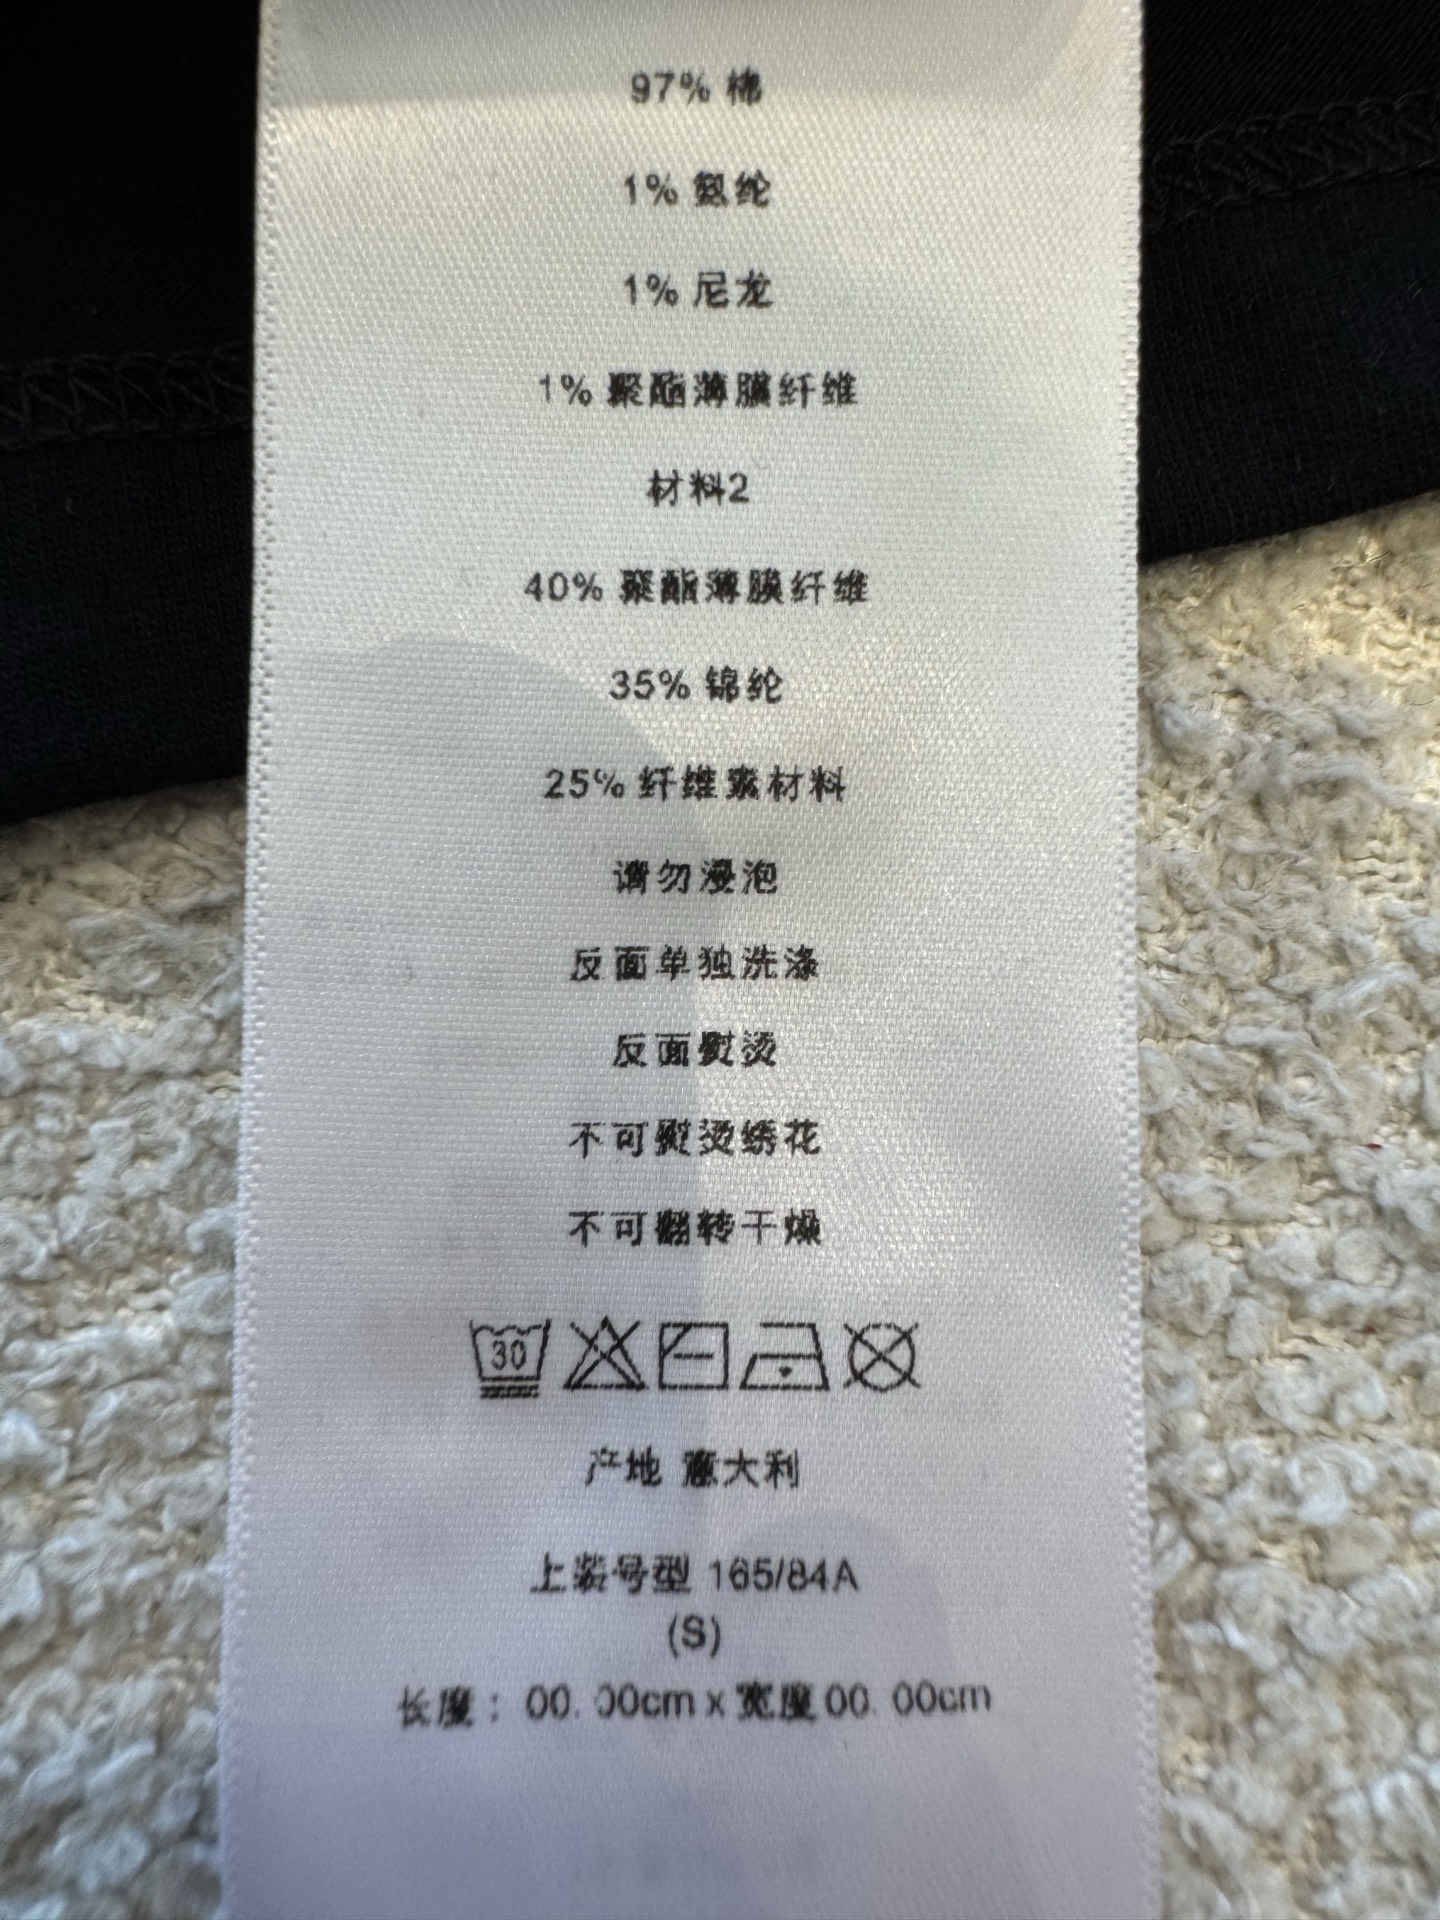 97% 棉
1% 氨纶
1% 尼龙
1% 聚酯薄膜纤维
材料2
40% 聚酯薄膜纤维
35% 锦纶
25% 纤维素材料
请勿浸泡
反面单独洗涤
反面熨烫
不可熨烫绣花
不可翻转干燥
30
产地 意大利
上装号型 165/84A
(S)
长度: 00.00cm x 宽度00.00cm